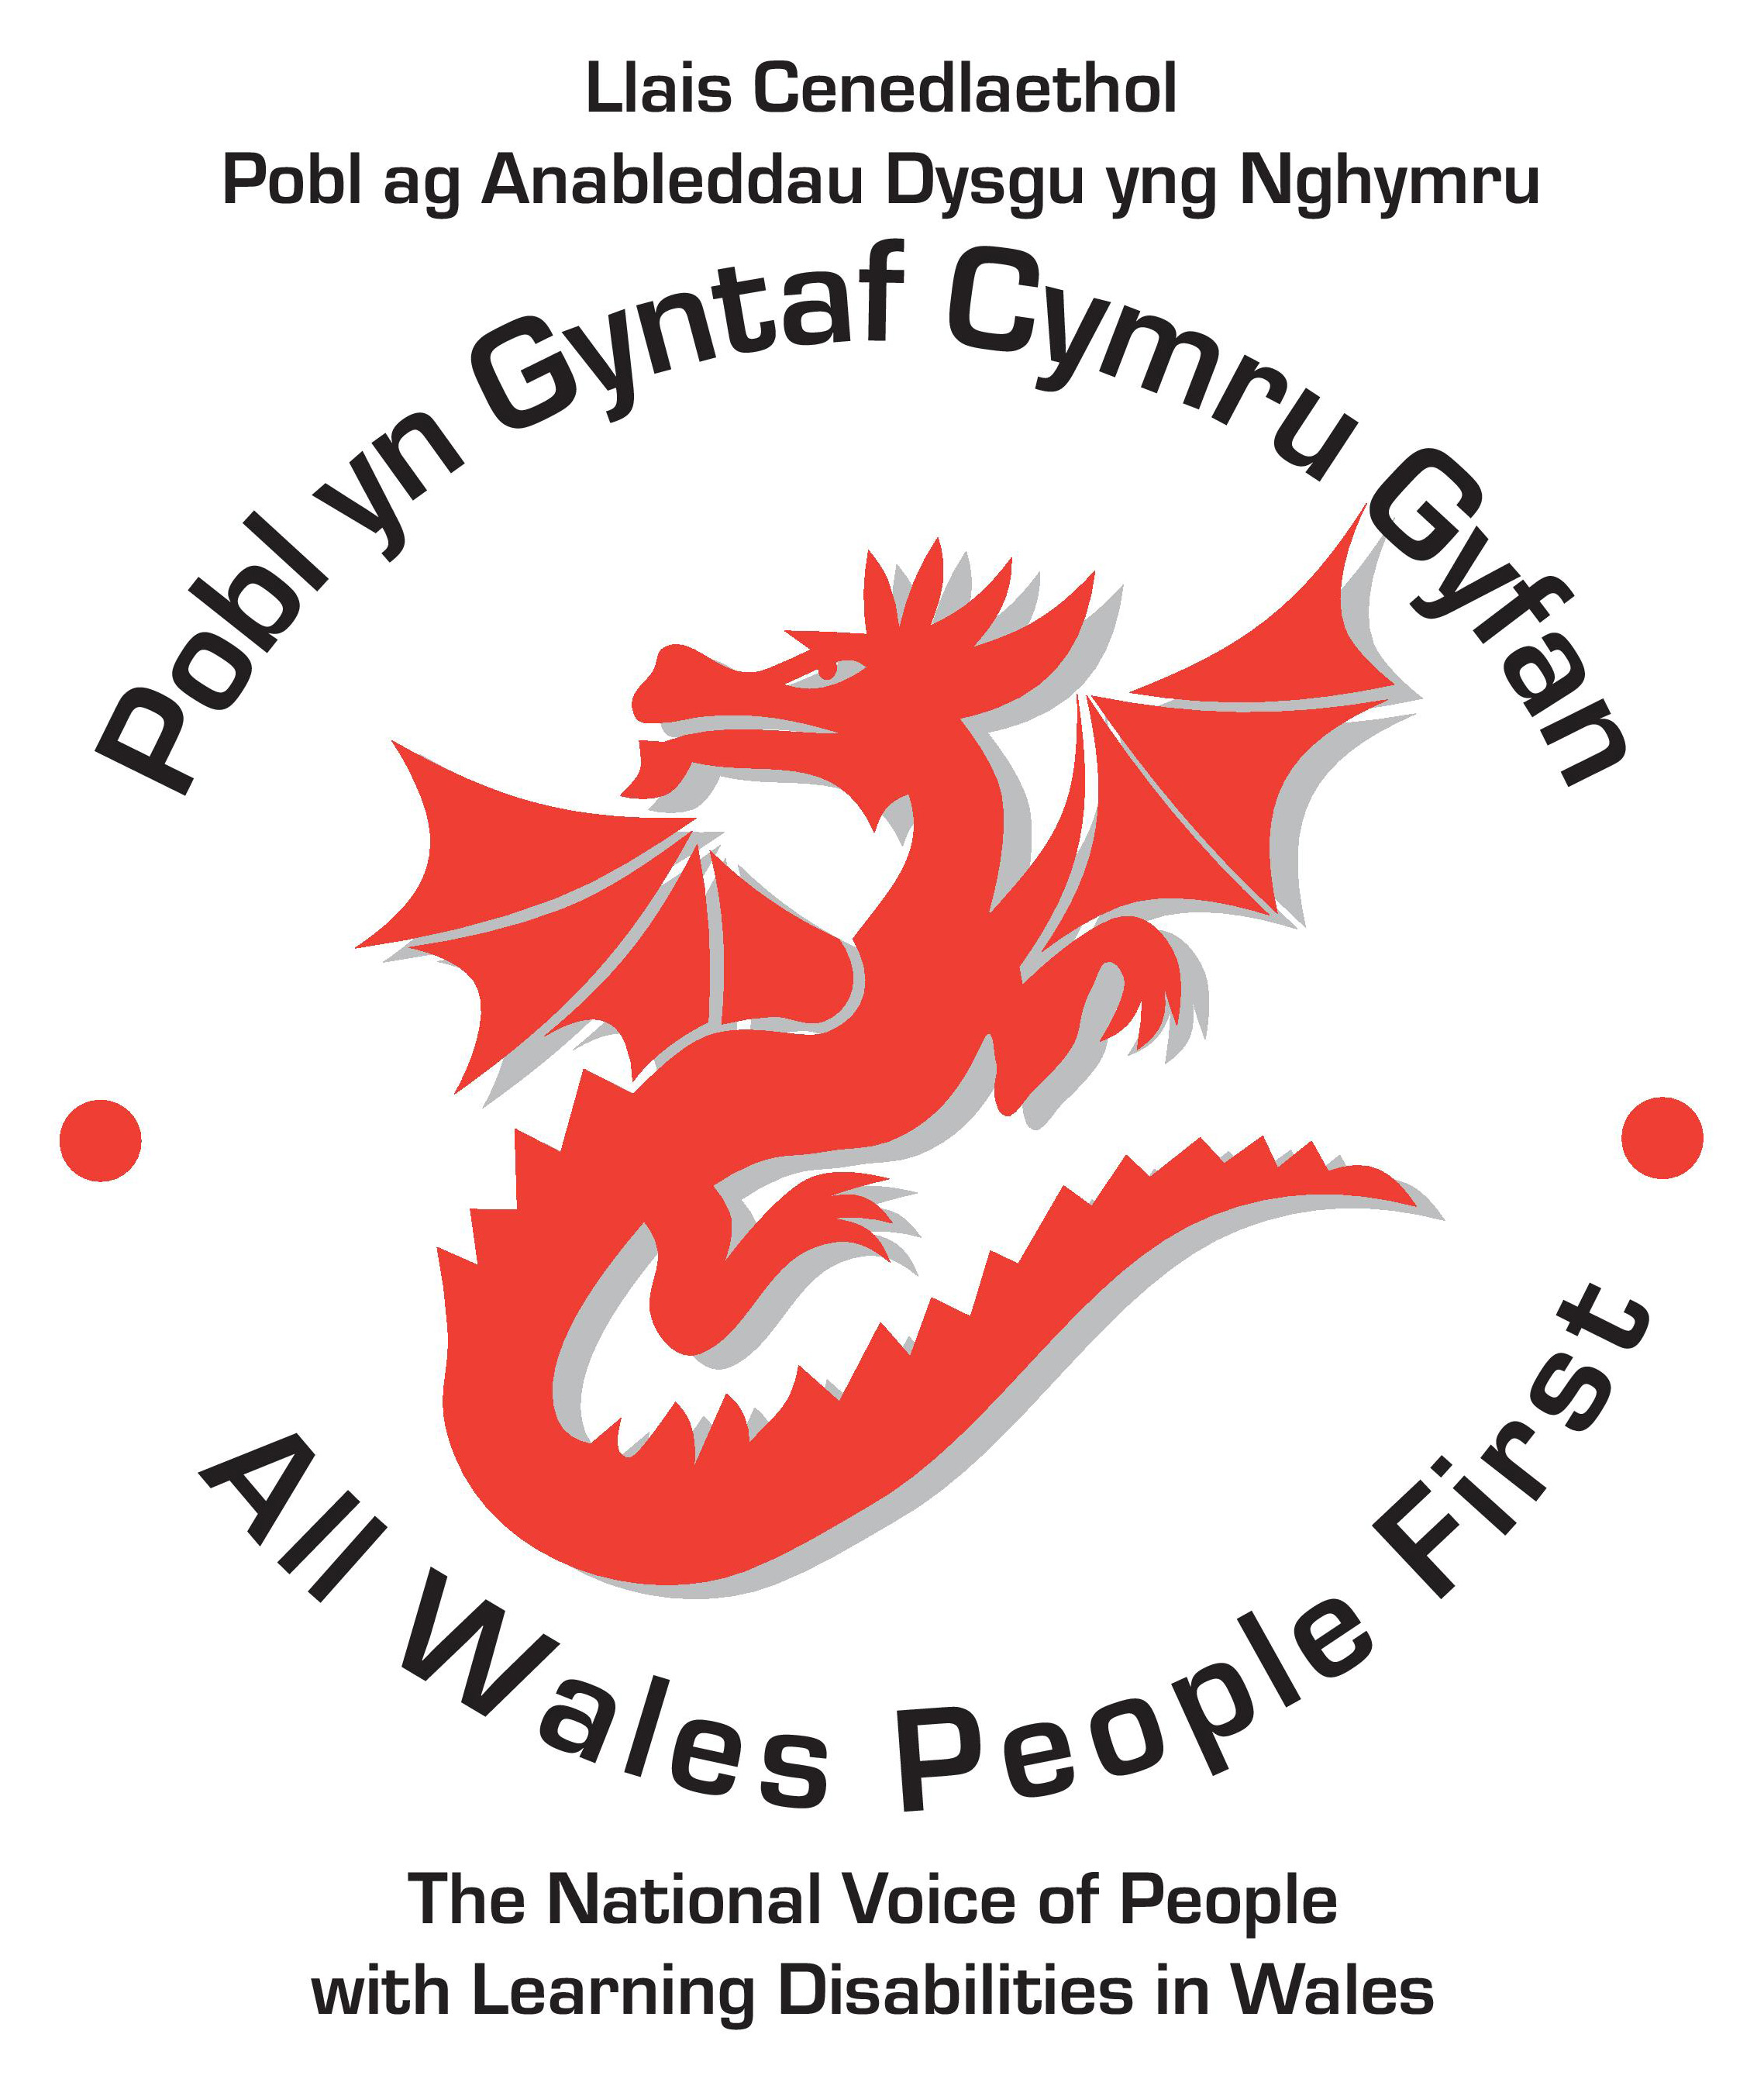 Llais Cenedlaethol
Pobl ag Anableddau Dysgu yng Nghymru
Pobl yn Gyntaf Cymru Gyfan
All Wales People First
The National Voice of People
with Learning Disabilities in Wales